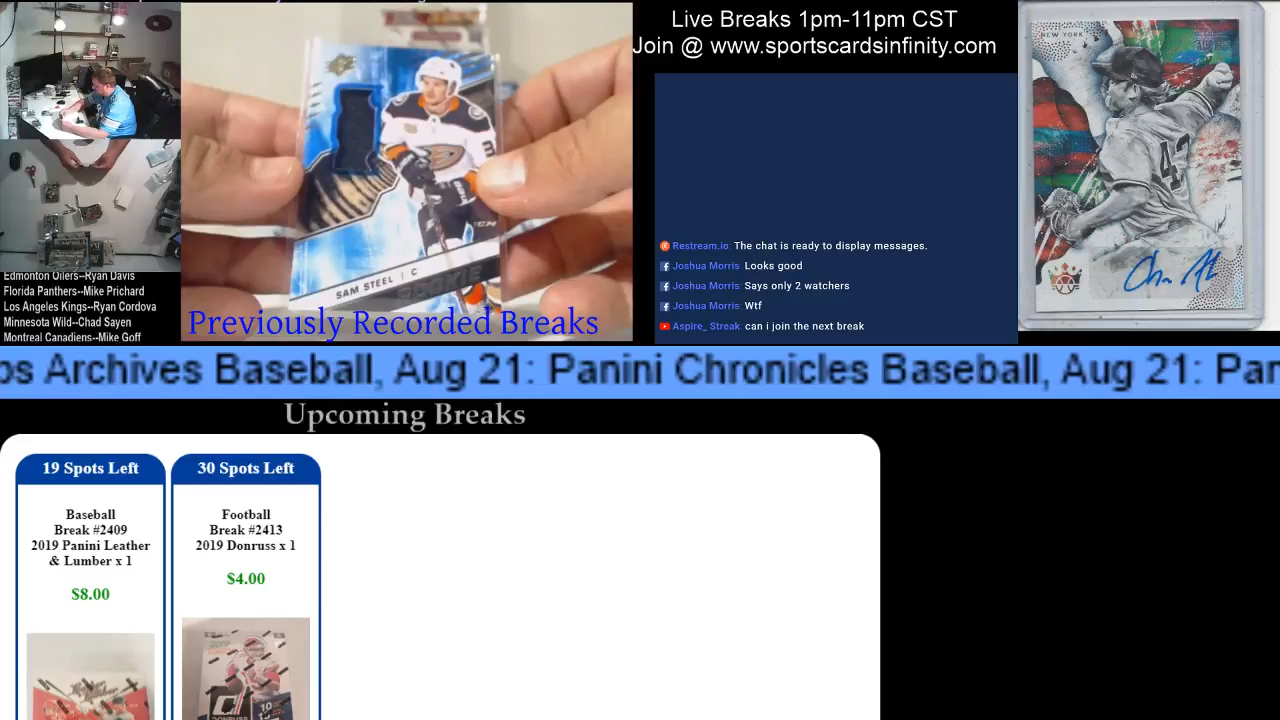 Edmonton Oilers--Ryan Davis
Florida Panthers--Mike Prichard
Los Angeles Kings--Ryan Cordova
Minnesota Wild--Chad Sayen
Montreal Canadiens--Mike Goff
SAM STEEL | C
Previously Recorded Breaks
Live Breaks 1pm-11pm CST
Join @ www.sportscardsinfinity.com
Restream.io: The chat is ready to display messages.
Joshua Morris: Looks good
Joshua Morris: Says only 2 watchers
Joshua Morris: Wtf
Aspire_ Streak: can i join the next break
NEW YORK
ps Archives Baseball, Aug 21: Panini Chronicles Baseball, Aug 21: Pan
Upcoming Breaks
19 Spots Left
Baseball
Break #2409
2019 Panini Leather
& Lumber x 1
$8.00
30 Spots Left
Football
Break #2413
2019 Donruss x 1
$4.00
DONRUSS
10